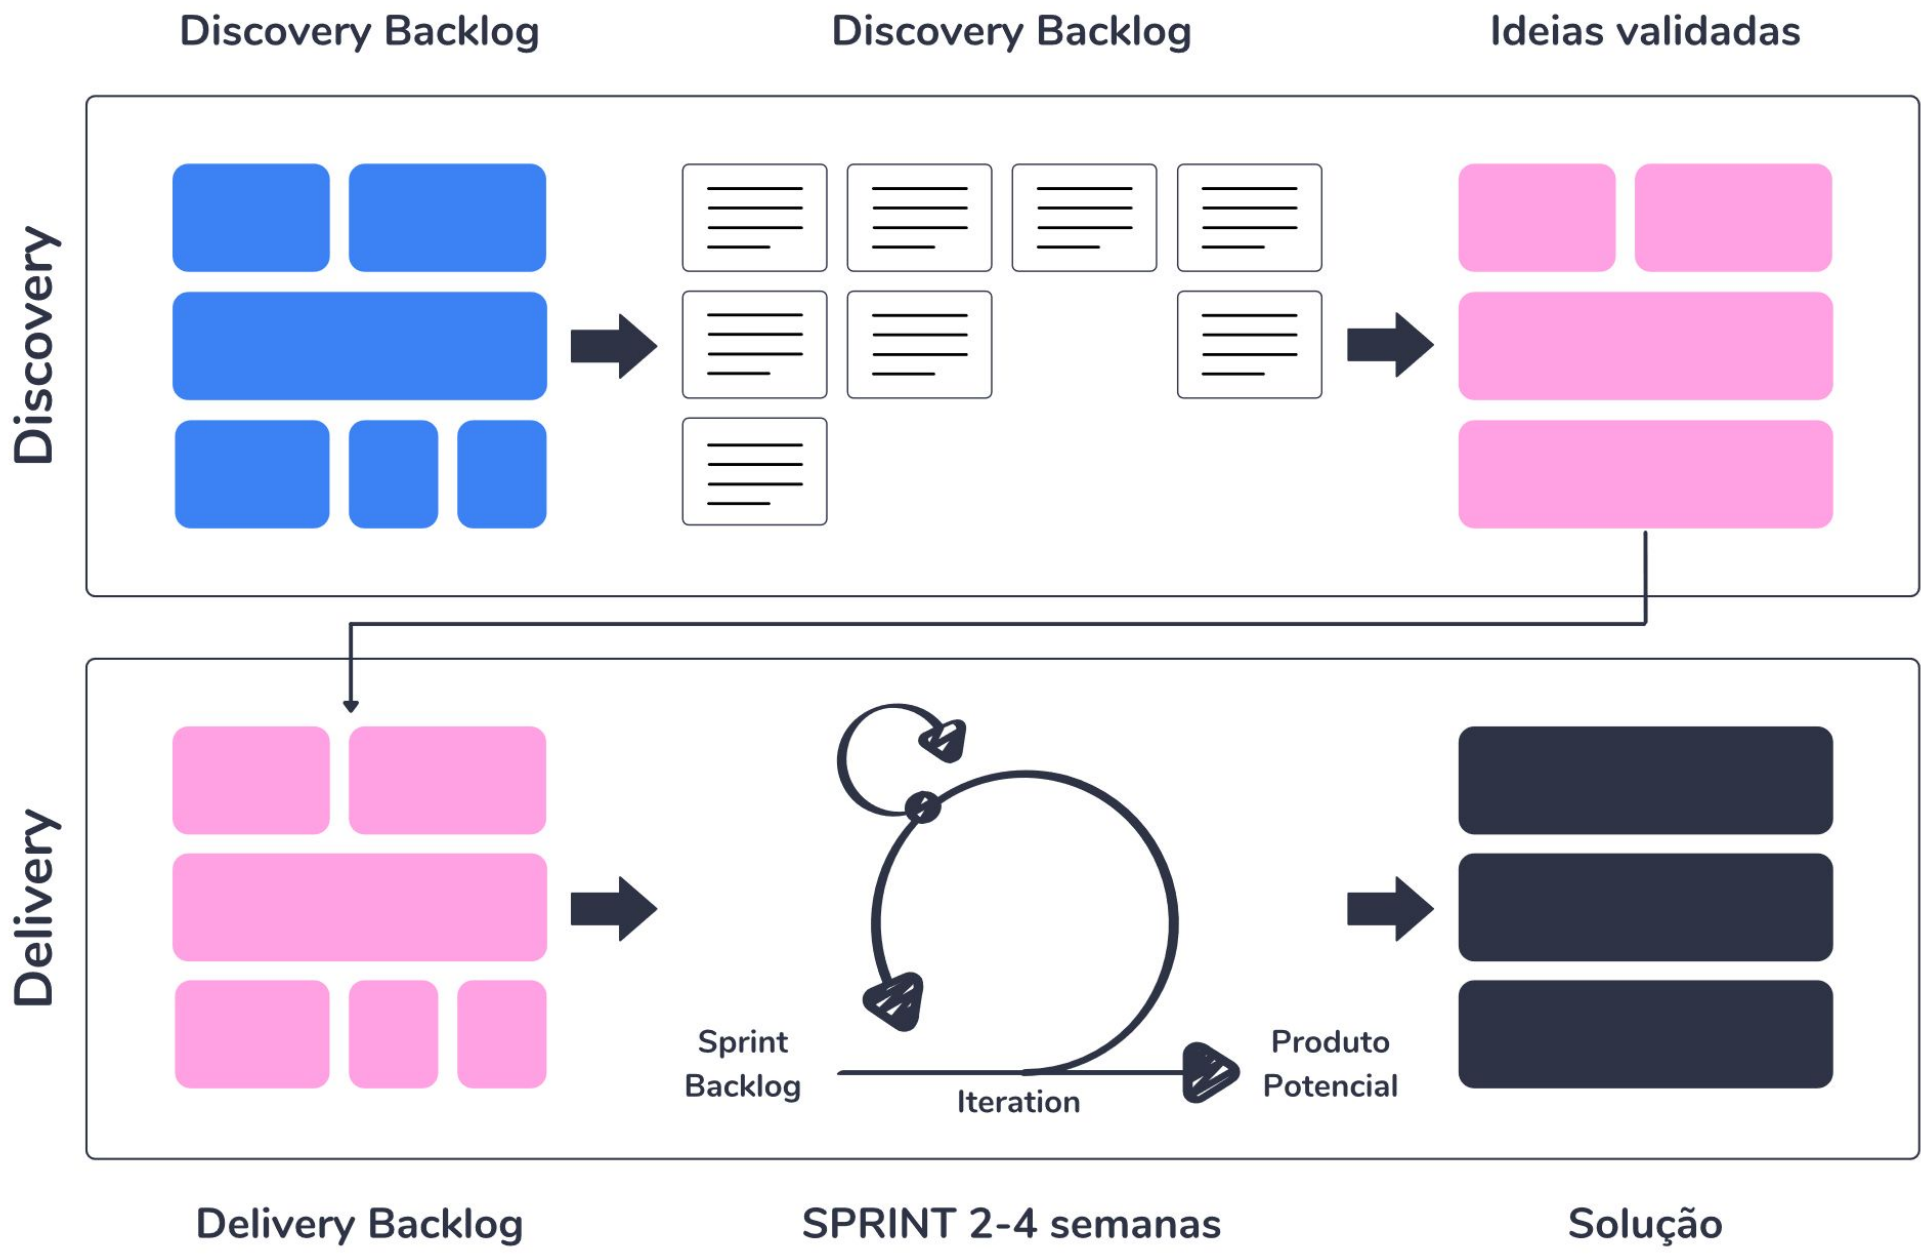 Discovery Backlog
Discovery Backlog
Ideias validadas
Discovery
Delivery
Sprint
Backlog
Iteration
Produto
Potencial
Delivery Backlog
SPRINT 2-4 semanas
Solução